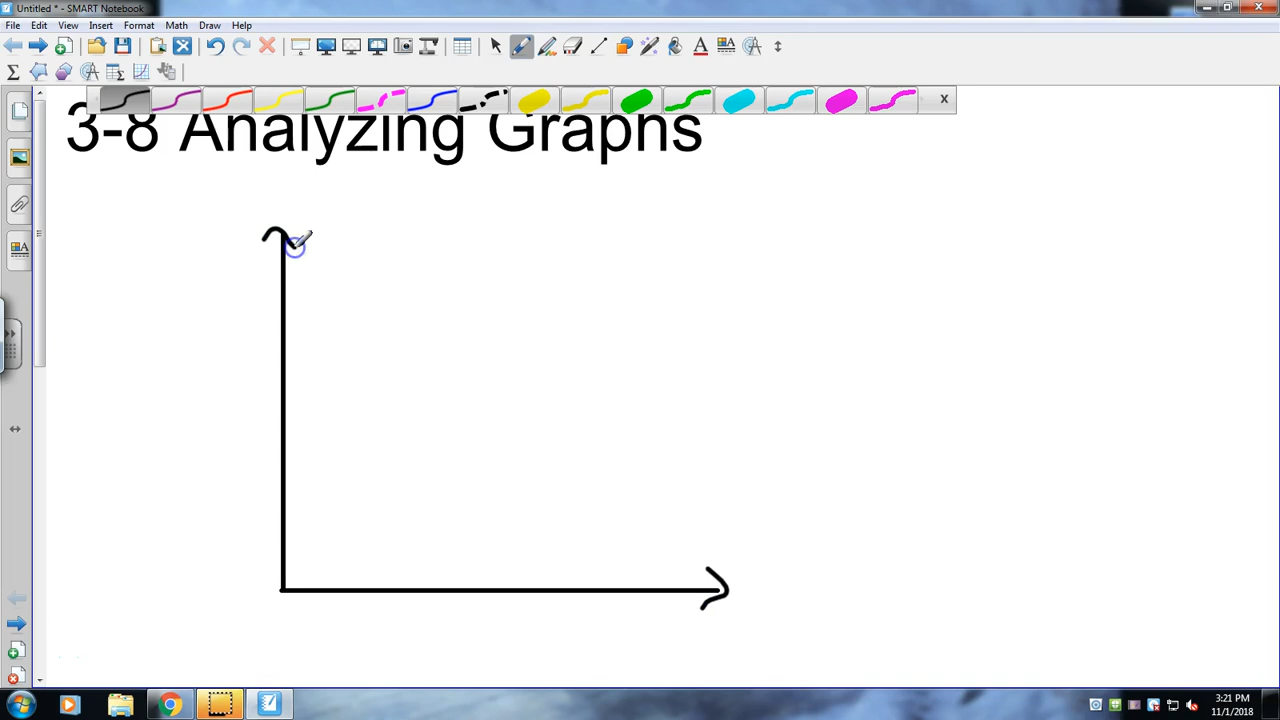 Untitled * - SMART Notebook
File Edit View Insert Format Math Draw Help
3-8 Analyzing Graphs
3:21 PM
11/1/2018